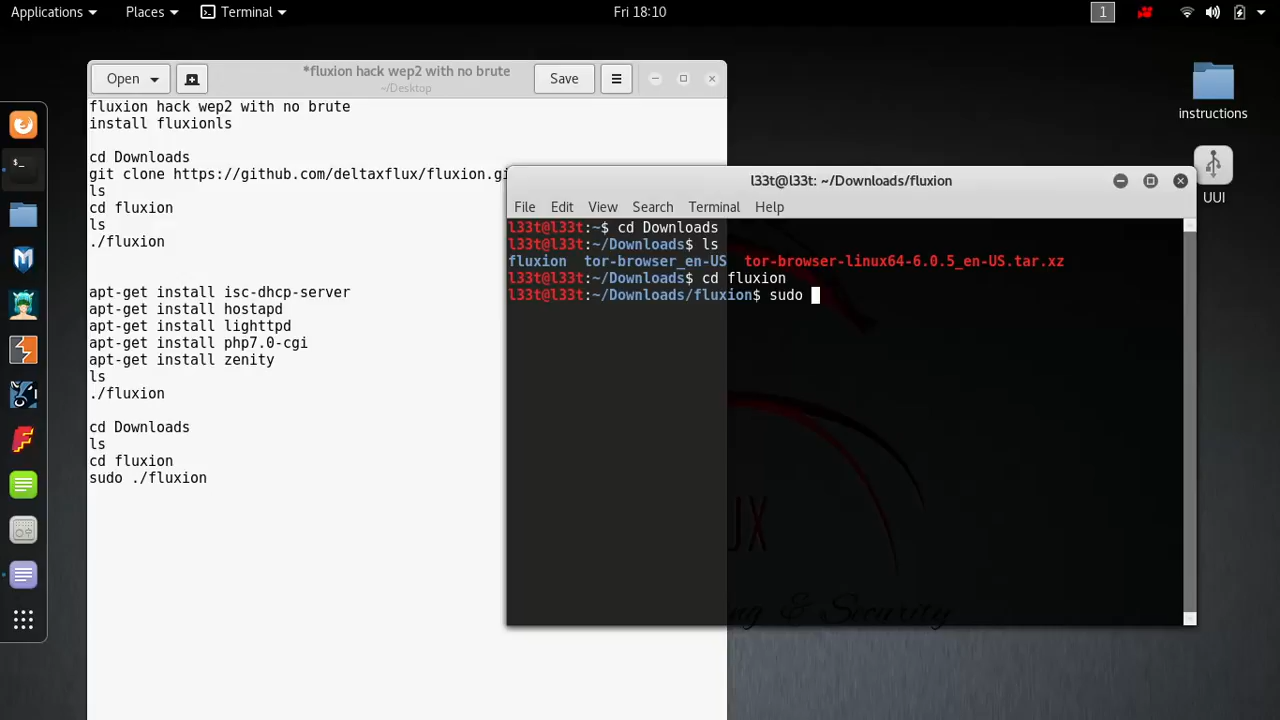 Applications
Places
Terminal
Fri 18:10
1
Open
*fluxion hack wep2 with no brute
~/Desktop
Save
fluxion hack wep2 with no brute
install fluxionls
cd Downloads
git clone https://github.com/deltaxflux/fluxion.gi
ls
cd fluxion
ls
./fluxion
apt-get install isc-dhcp-server
apt-get install hostapd
apt-get install lighttpd
apt-get install php7.0-cgi
apt-get install zenity
ls
./fluxion
cd Downloads
ls
cd fluxion
sudo ./fluxion
l33t@l33t: ~/Downloads/fluxion
File Edit View Search Terminal Help
l33t@l33t:~$ cd Downloads
l33t@l33t:~/Downloads$ ls
fluxion tor-browser_en-US tor-browser-linux64-6.0.5_en-US.tar.xz
l33t@l33t:~/Downloads$ cd fluxion
l33t@l33t:~/Downloads/fluxion$ sudo
& Security
instructions
UUI